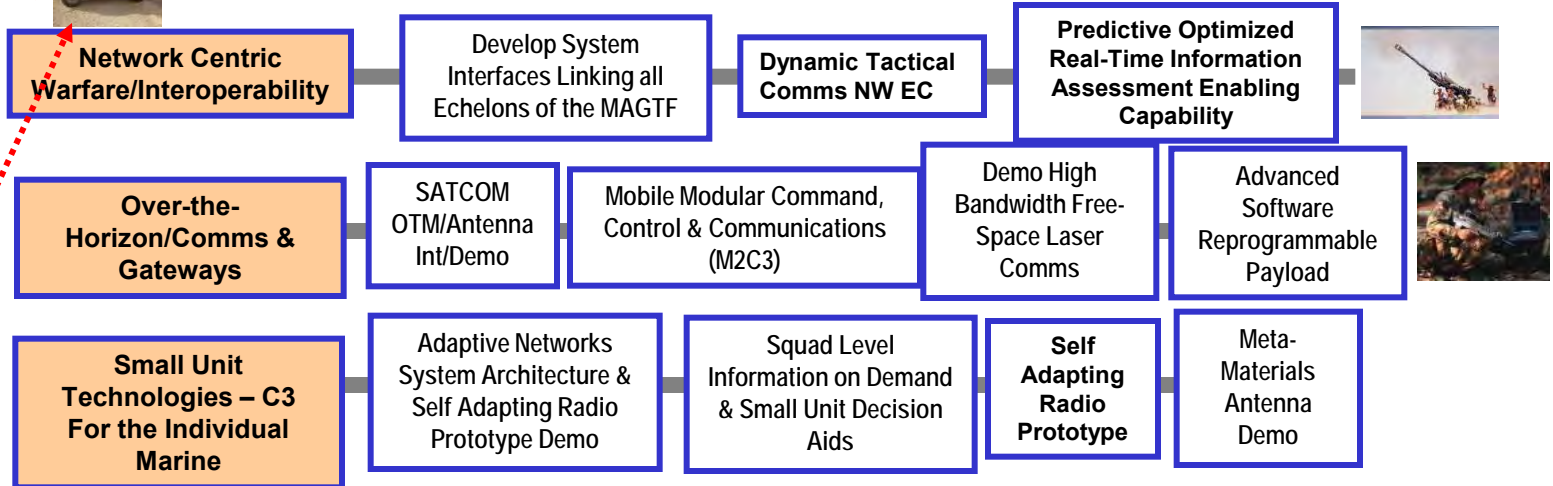 Network Centric
Warfare/Interoperability
Develop System
Interfaces Linking all
Echelons of the MAGTF
Dynamic Tactical
Comms NW EC
Predictive Optimized
Real-Time Information
Assessment Enabling
Capability
Over-the-
Horizon/Comms &
Gateways
SATCOM
OTM/Antenna
Int/Demo
Mobile Modular Command,
Control & Communications
(M2C3)
Demo High
Bandwidth Free-
Space Laser
Comms
Advanced
Software
Reprogrammable
Payload
Small Unit
Technologies – C3
For the Individual
Marine
Adaptive Networks
System Architecture &
Self Adapting Radio
Prototype Demo
Squad Level
Information on Demand
& Small Unit Decision
Aids
Self
Adapting
Radio
Prototype
Meta-
Materials
Antenna
Demo